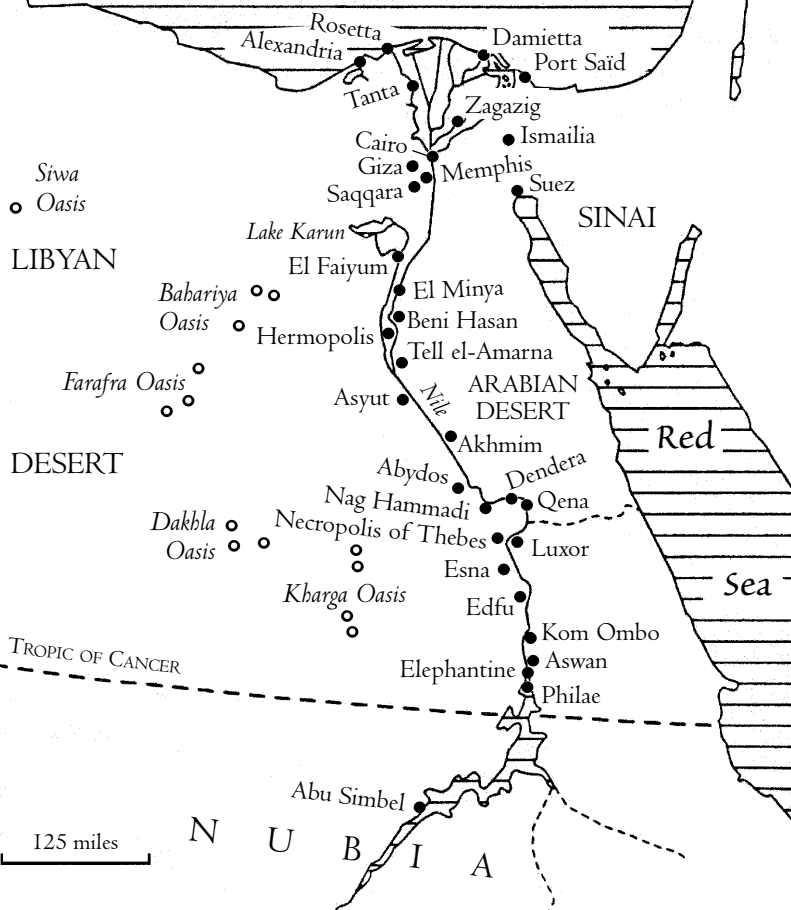 Rosetta
Alexandria
Damietta
Port Saïd
Tanta
Zagazig
Ismailia
Cairo
Giza
Memphis
Saqqara
Siwa
Oasis
Suez
SINAI
Lake Karun
LIBYAN
El Faiyum
Bahariya
Oasis
El Minya
Beni Hasan
Hermopolis
Tell el-Amarna
Farafra Oasis
Asyut
Nile
ARABIAN
DESERT
Red
Akhmim
DESERT
Abydos
Dendera
Nag Hammadi
Qena
Dakhla
Oasis
Necropolis of Thebes
Luxor
Esna
Kharga Oasis
Edfu
Sea
Kom Ombo
TROPIC OF CANCER
Aswan
Elephantine
Philae
Abu Simbel
125 miles
NUBIA